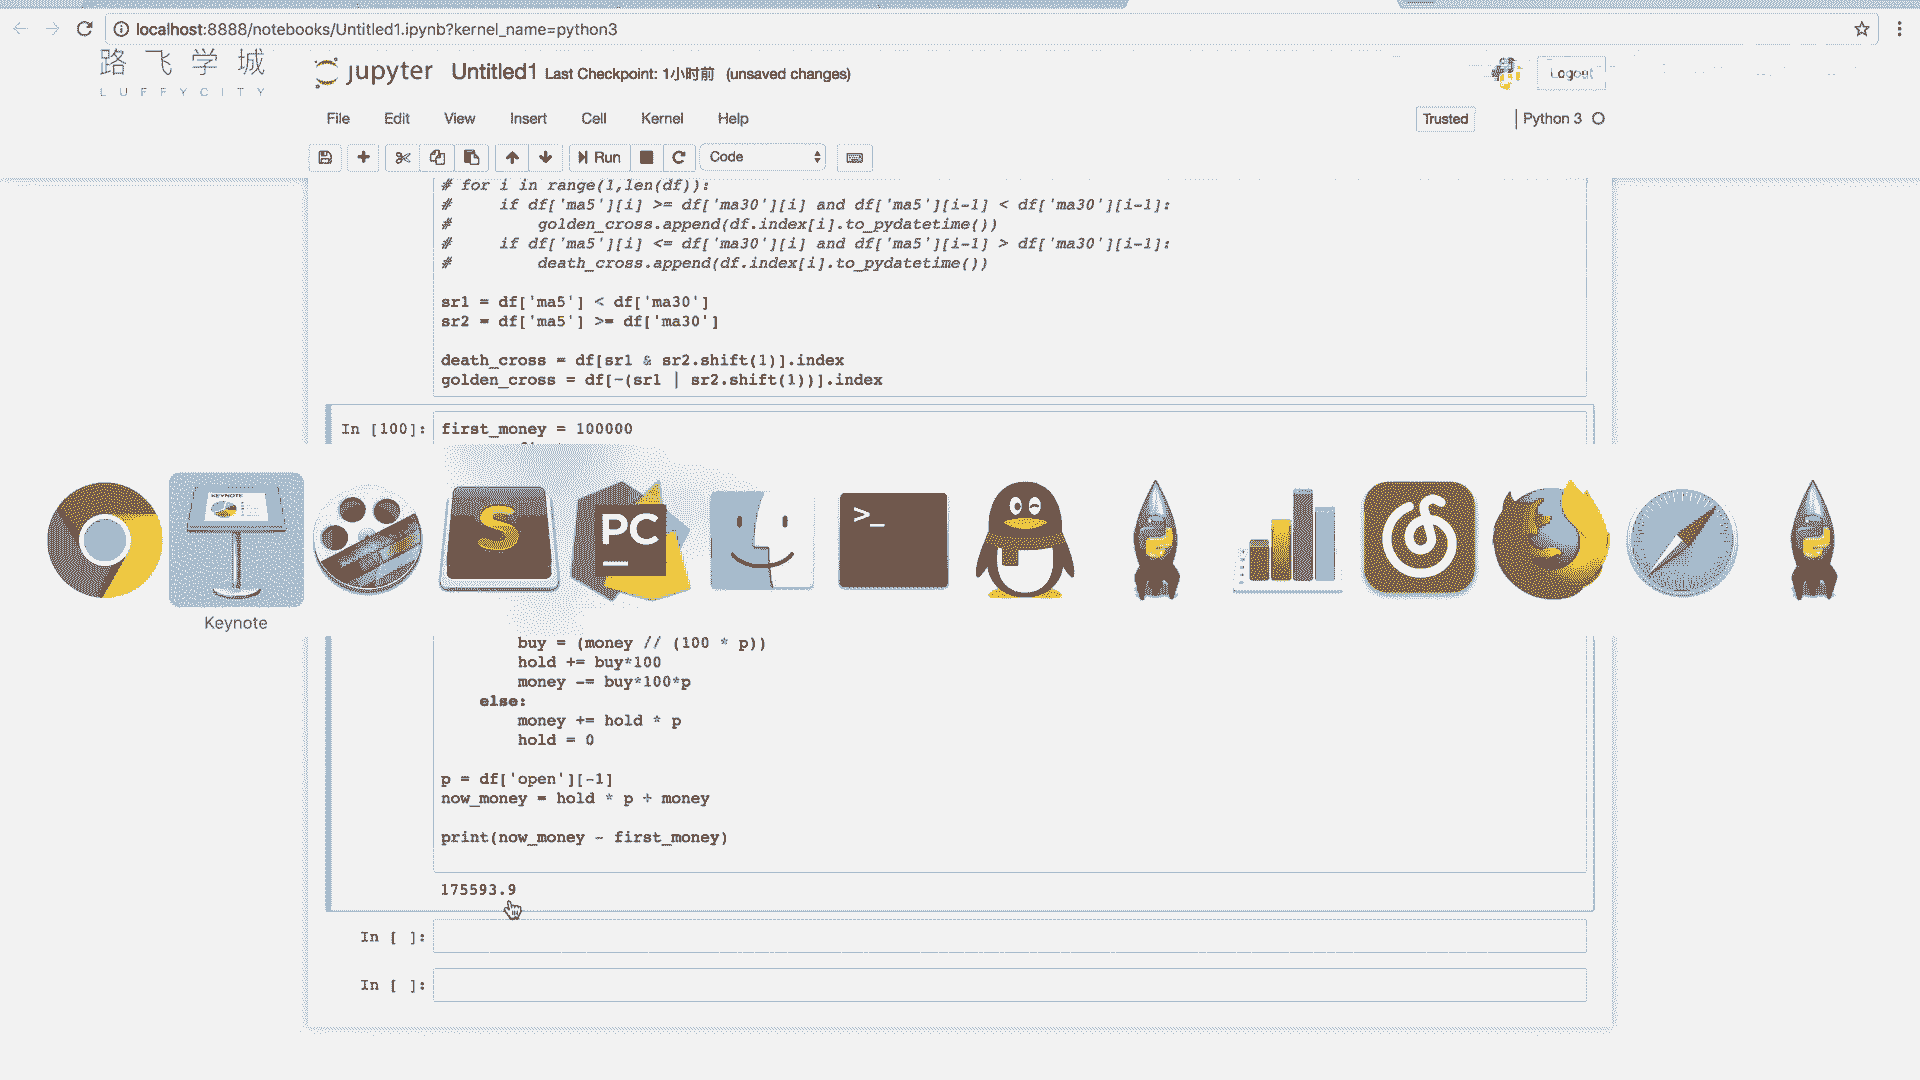 localhost:8888/notebooks/Untitled1.ipynb?kernel_name=python3
路飞学城
LUFFYCITY
jupyter Untitled1 Last Checkpoint: 1小时前 (unsaved changes)
Logout
File Edit View Insert Cell Kernel Help
Trusted
Python 3
Run
Code
# for i in range(1,len(df)):
#     if df['ma5'][i] >= df['ma30'][i] and df['ma5'][i-1] < df['ma30'][i-1]:
#         golden_cross.append(df.index[i].to_pydatetime())
#     if df['ma5'][i] <= df['ma30'][i] and df['ma5'][i-1] > df['ma30'][i-1]:
#         death_cross.append(df.index[i].to_pydatetime())
sr1 = df['ma5'] < df['ma30']
sr2 = df['ma5'] >= df['ma30']
death_cross = df[sr1 & sr2.shift(1)].index
golden_cross = df[~(sr1 | sr2.shift(1))].index
In [100]:
first_money = 100000
KEYNOTE
S
PC
>_
Keynote
buy = (money // (100 * p))
hold += buy*100
money -= buy*100*p
else:
money += hold * p
hold = 0
p = df['open'][-1]
now_money = hold * p + money
print(now_money - first_money)
175593.9
In [ ]:
In [ ]: